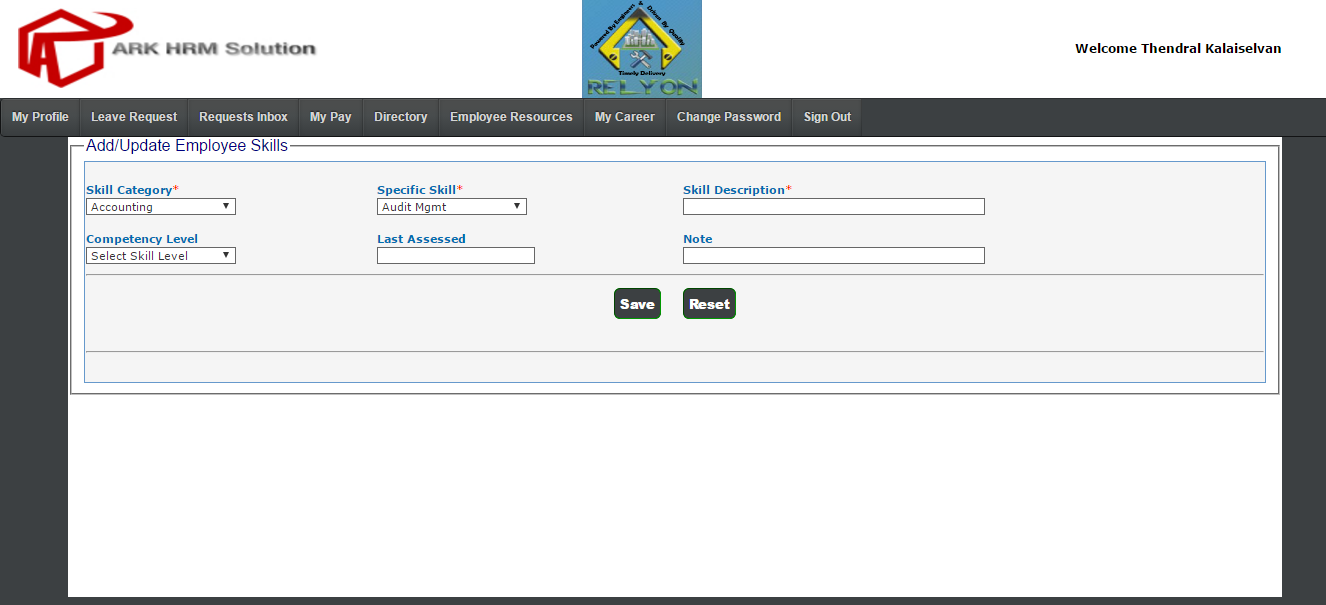 ARK HRM Solution
Powered By Engineers & Driven By Quality
Timely Delivery
RELYON
Welcome Thendral Kalaiselvan
My Profile Leave Request Requests Inbox My Pay Directory Employee Resources My Career Change Password Sign Out
Add/Update Employee Skills
Skill Category* Specific Skill* Skill Description*
Accounting Audit Mgmt
Competency Level Last Assessed Note
Select Skill Level
Save Reset